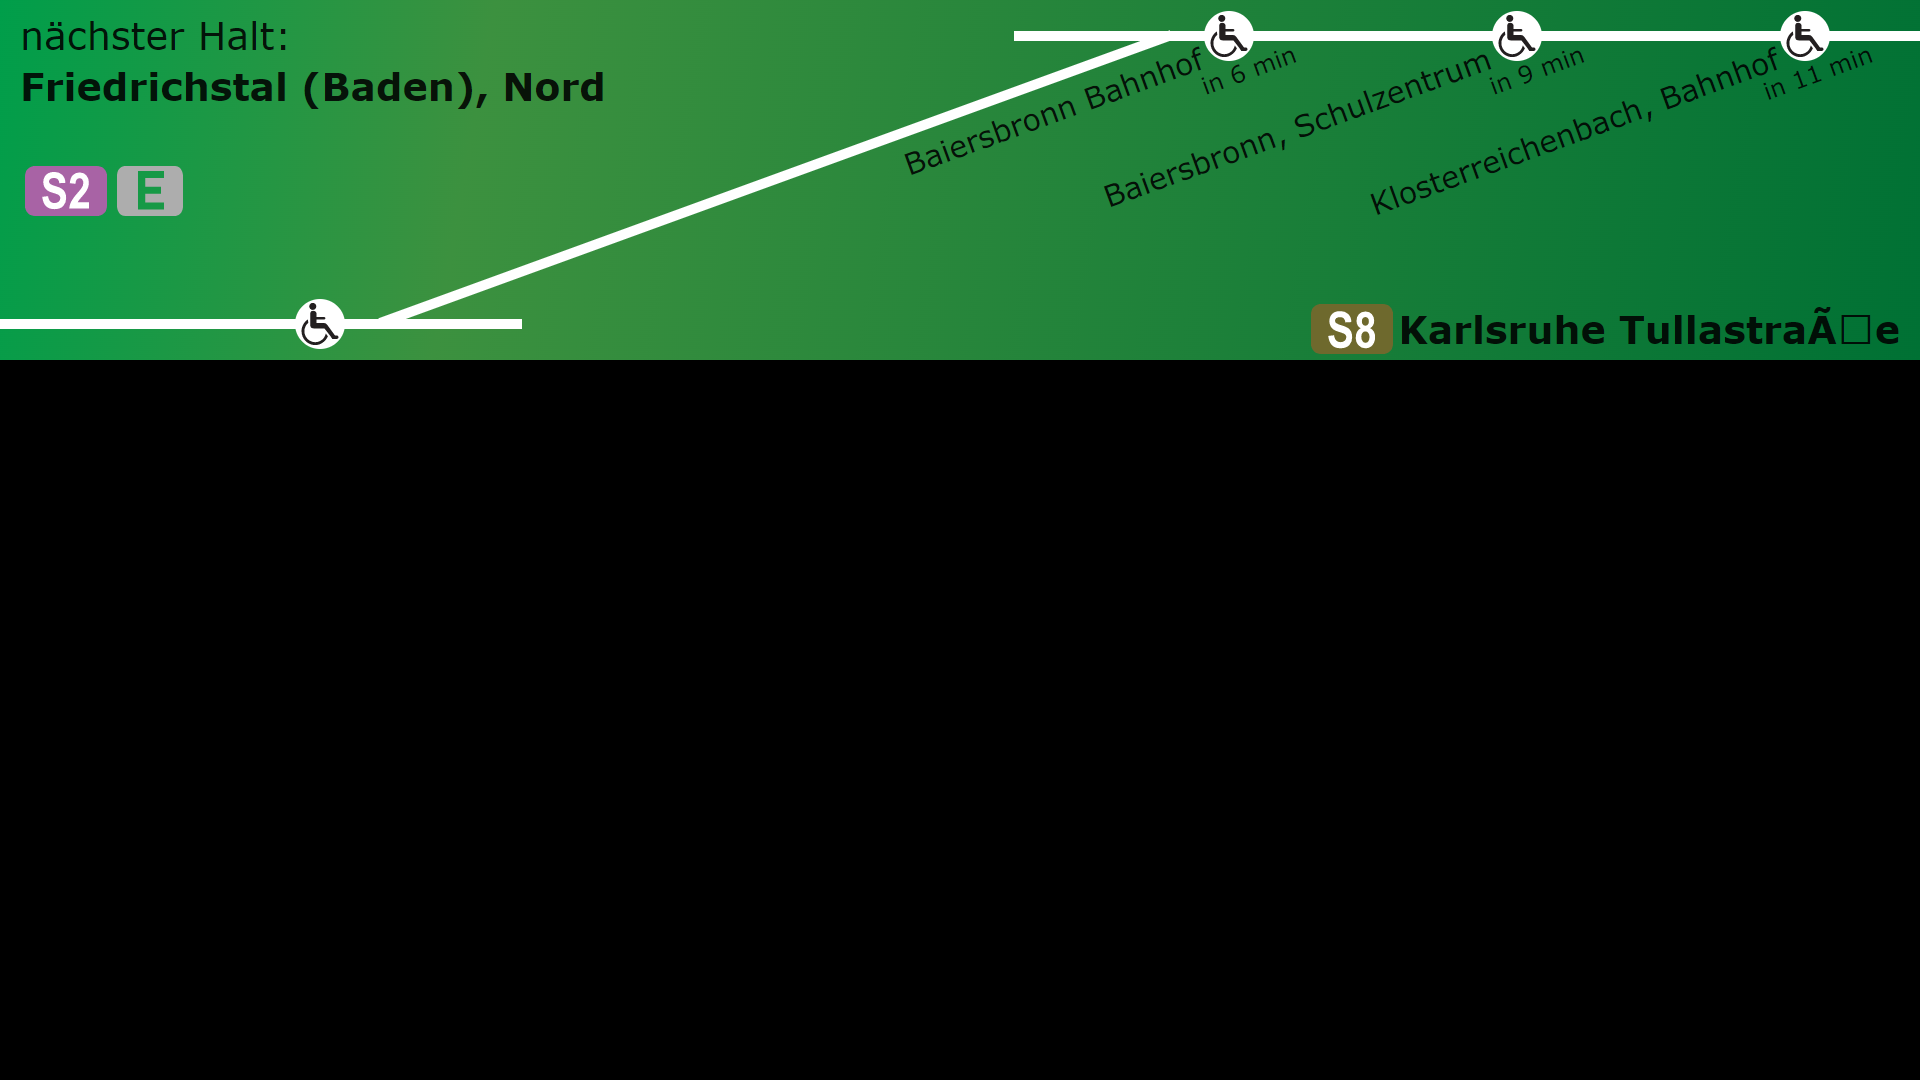 nächster Halt:
Friedrichstal (Baden), Nord
S2 E
Baiersbronn Bahnhof
in 6 min
Baiersbronn, Schulzentrum
in 9 min
Klosterreichenbach, Bahnhof
in 11 min
S8 Karlsruhe TullastraÃ□e